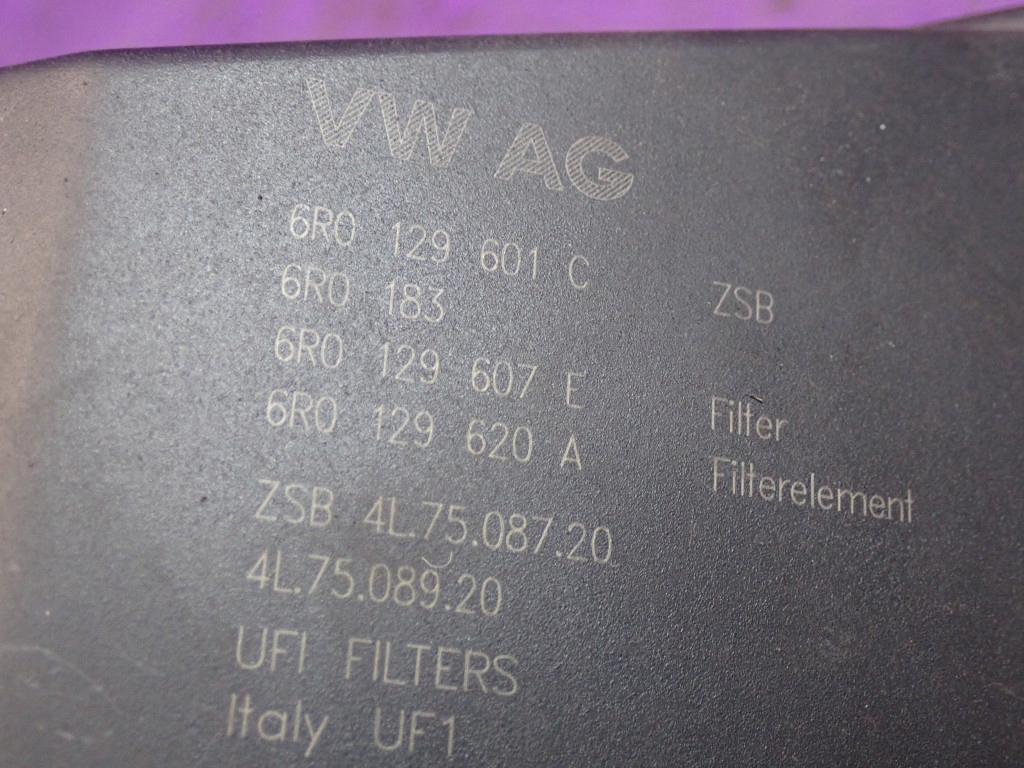 VW AG
6R0 129 601 C ZSB
6R0 183
6R0 129 607 E Filter
6R0 129 620 A Filterelement
ZSB 4L.75.087.20
4L.75.089.20
UFI FILTERS
Italy UF1